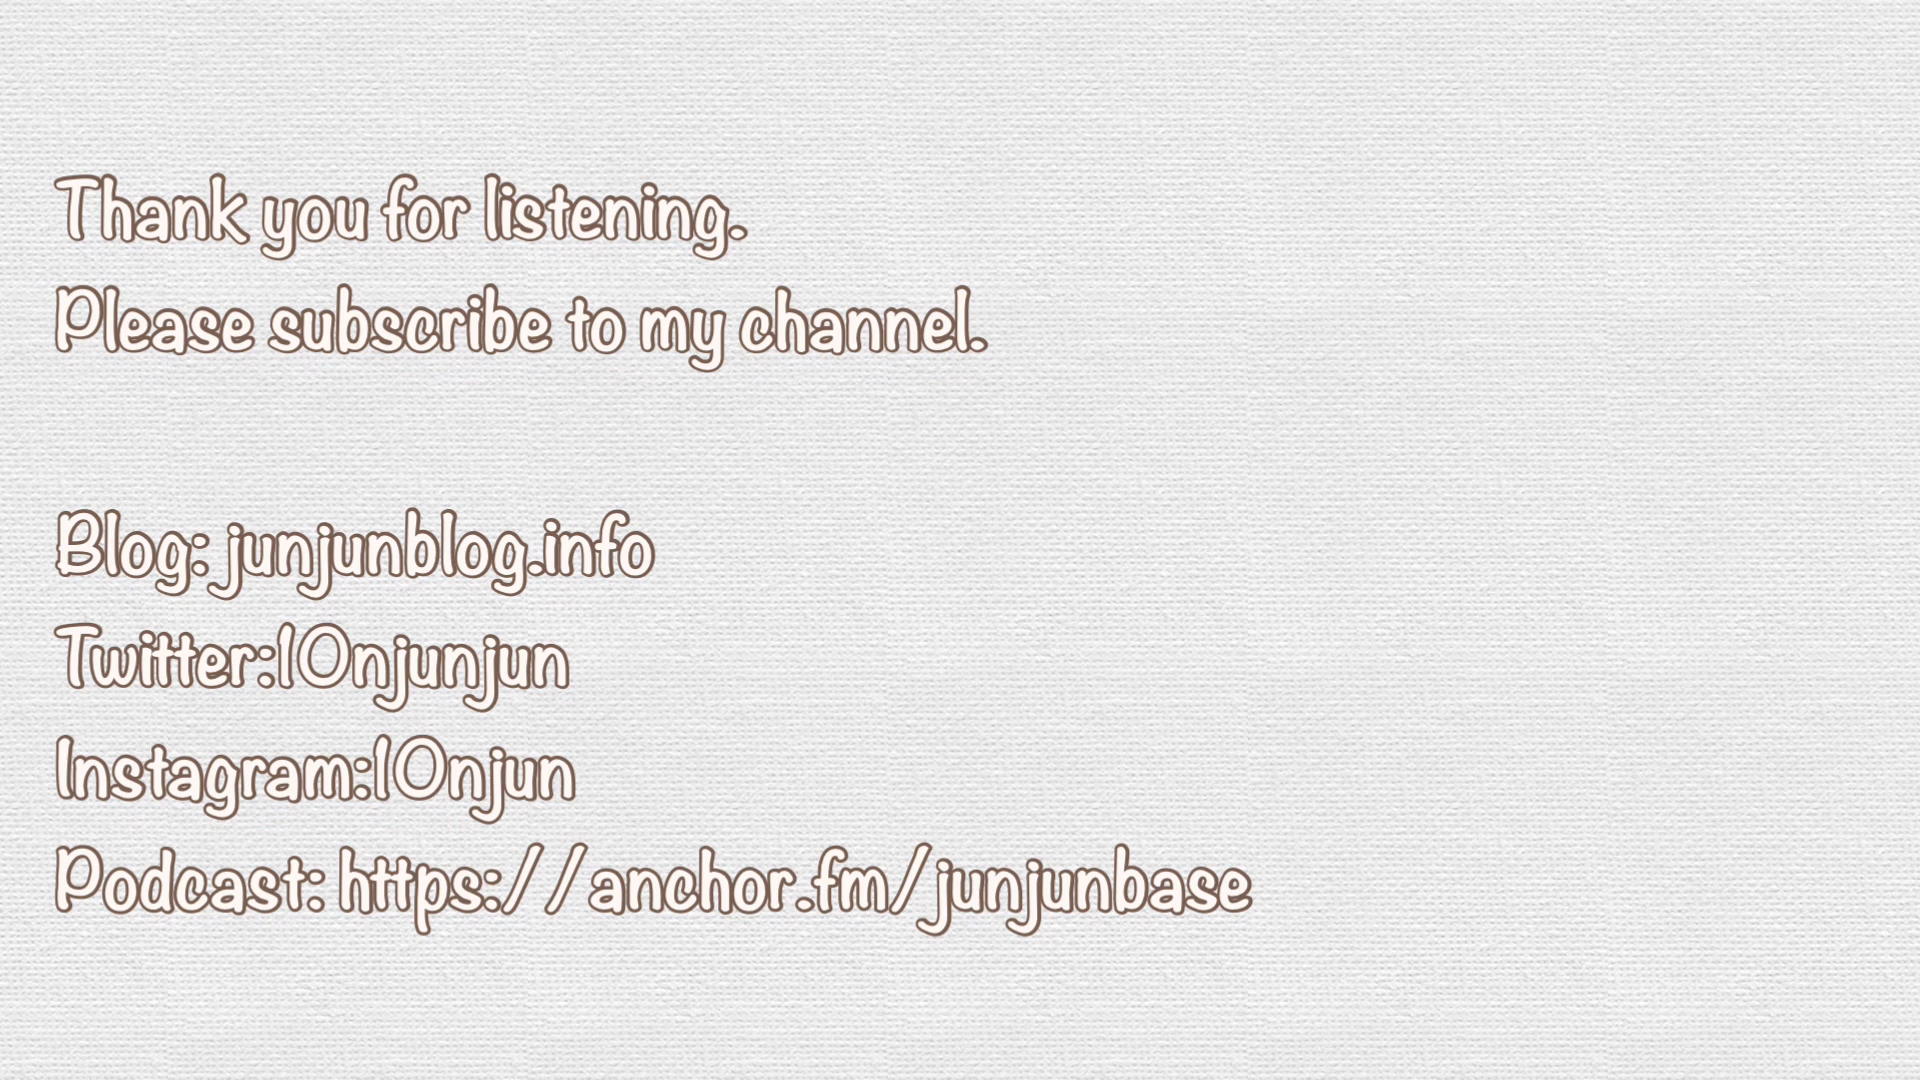 Thank you for listening.
Please subscribe to my channel.
Blog: junjunblog.info
Twitter:10njunjun
Instagram:10njun
Podcast: https://anchor.fm/junjunbase